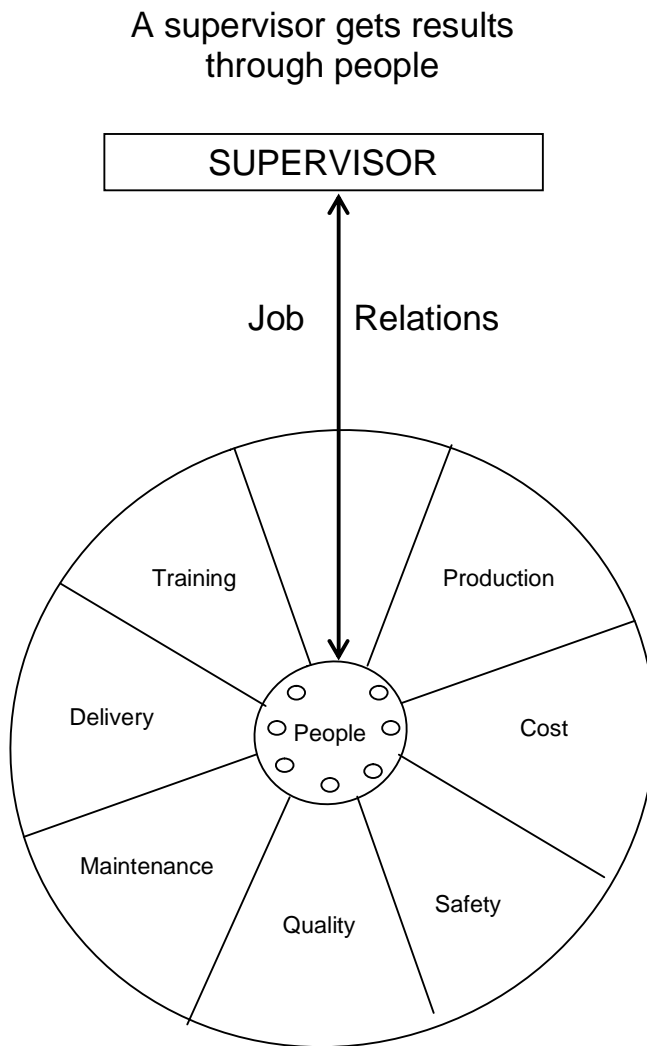 A supervisor gets results
through people
SUPERVISOR
Job Relations
Training
Production
Delivery
People
Cost
Maintenance
Quality
Safety